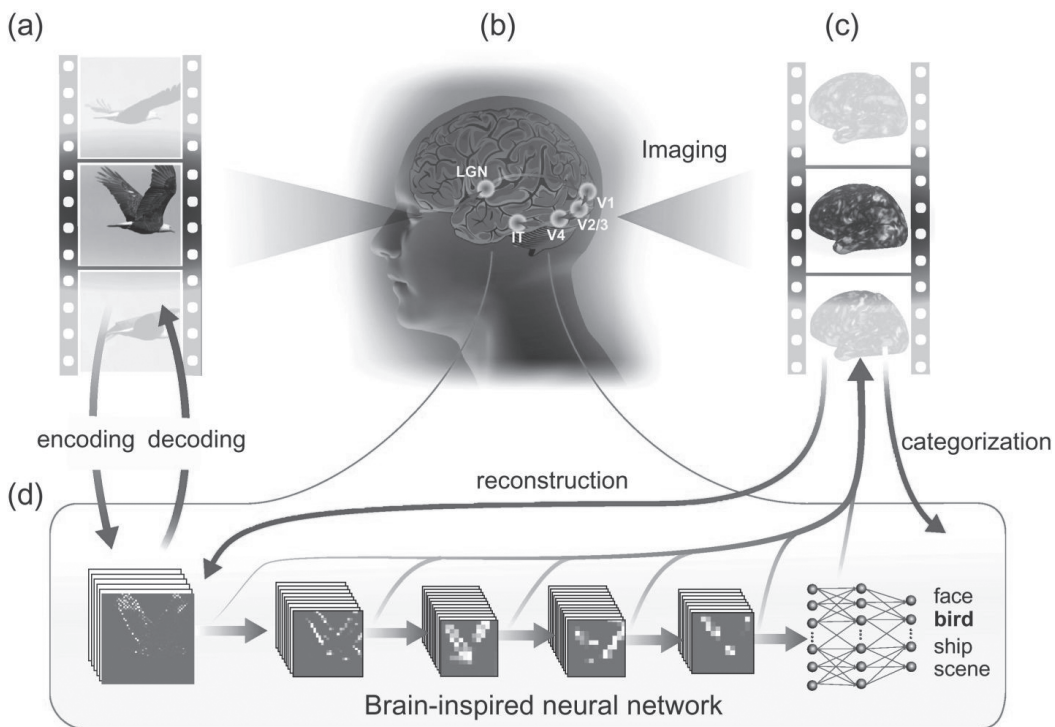 (a)
(b)
(c)
Imaging
LGN
V1
V2/3
V4
IT
encoding decoding
categorization
reconstruction
(d)
face
bird
ship
scene
Brain-inspired neural network